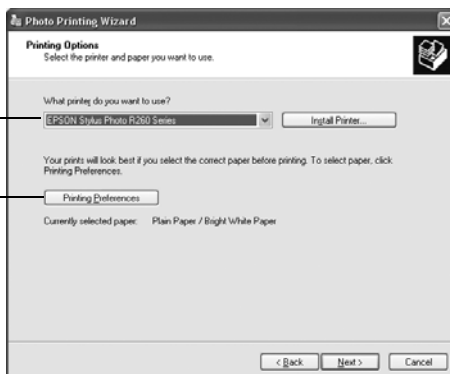 Photo Printing Wizard
Printing Options
Select the printer and paper you want to use.
What printer do you want to use?
EPSON Stylus Photo R260 Series
Install Printer...
Your prints will look best if you select the correct paper before printing. To select paper, click
Printing Preferences.
Printing Preferences
Currently selected paper: Plain Paper / Bright White Paper
< Back
Next >
Cancel